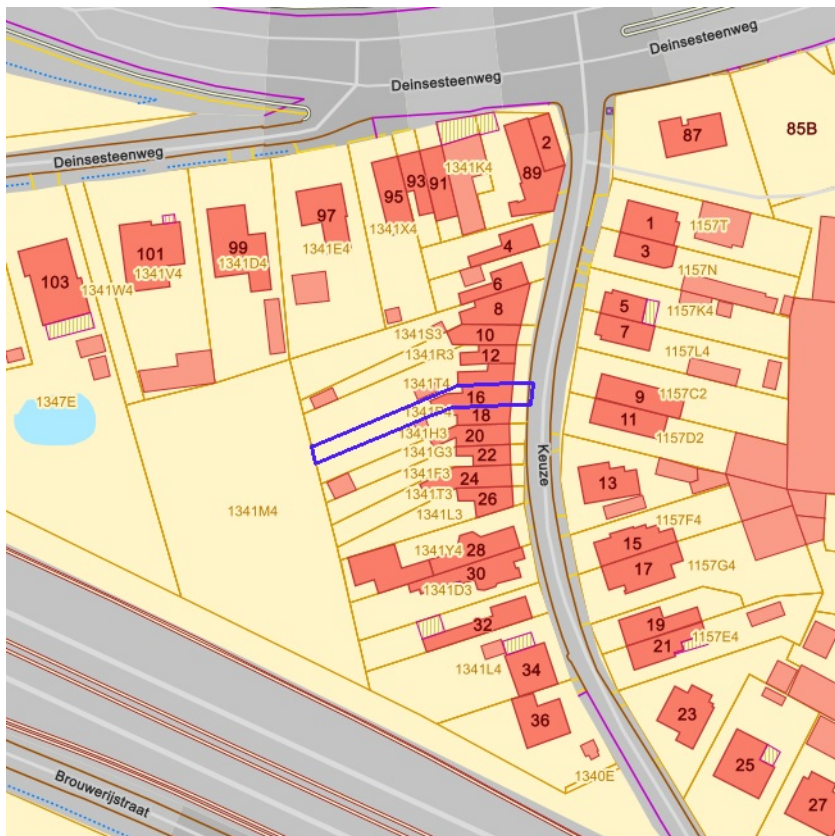 Deinsesteenweg
Deinsesteenweg
Deinsesteenweg
87
85B
2
89
1341K4
91
93
95
1341X4
97
1341E4
99
1341D4
101
1341V4
103
1341W4
1347E
4
6
8
10
12
16
18
20
22
24
26
28
30
32
34
36
1341S3
1341R3
1341T4
1341H3
1341G3
1341F3
1341T3
1341L3
1341M4
1341Y4
1341D3
1341L4
1340E
Keuze
1
3
1157T
1157N
5
7
1157K4
1157L4
9
11
1157C2
1157D2
13
1157F4
15
17
1157G4
19
21
1157E4
23
25
27
Brouwerijstraat